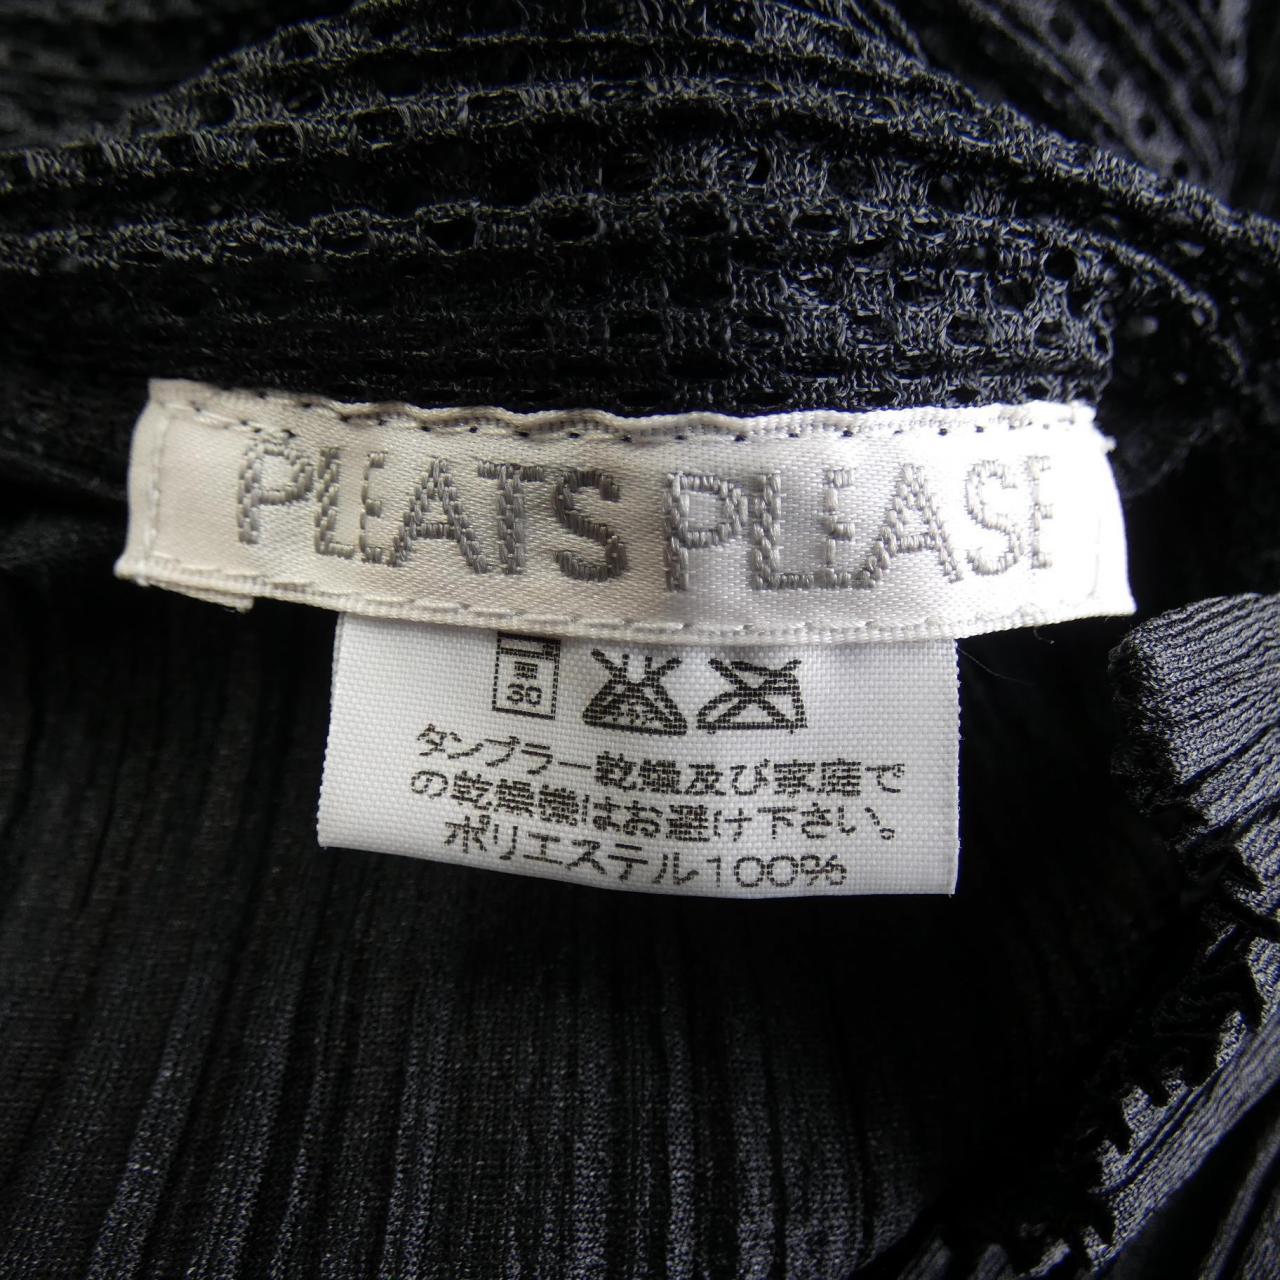 PLEATS PLEASE
弱
30
タンブラー乾燥及び家庭で
の乾燥機はお避け下さい。
ポリエステル100%